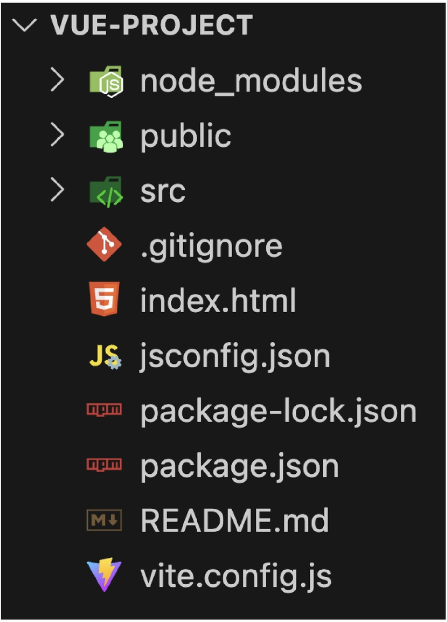 VUE-PROJECT
node_modules
public
src
.gitignore
index.html
jsconfig.json
package-lock.json
package.json
README.md
vite.config.js